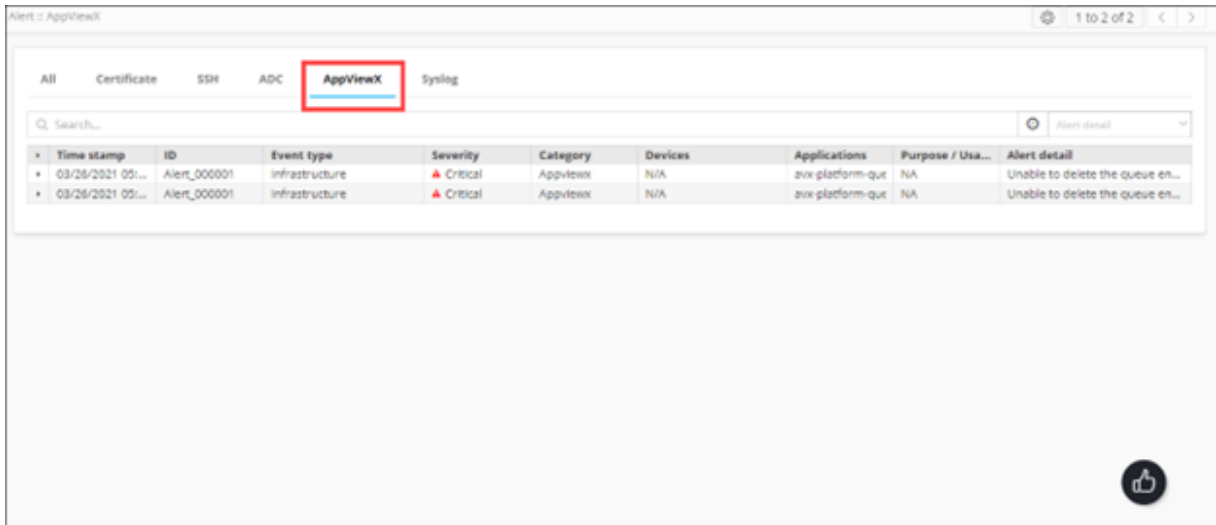 Alert :: AppViewX 1 to 2 of 2
All Certificate SSH ADC AppViewX Syslog
Search... Alert detail
Time stamp ID Event type Severity Category Devices Applications Purpose / Usa... Alert detail
03/26/2021 05:... Alert_000001 Infrastructure Critical Appviewx N/A avx-platform-que NA Unable to delete the queue en...
03/26/2021 05:... Alert_000001 Infrastructure Critical Appviewx N/A avx-platform-que NA Unable to delete the queue en...